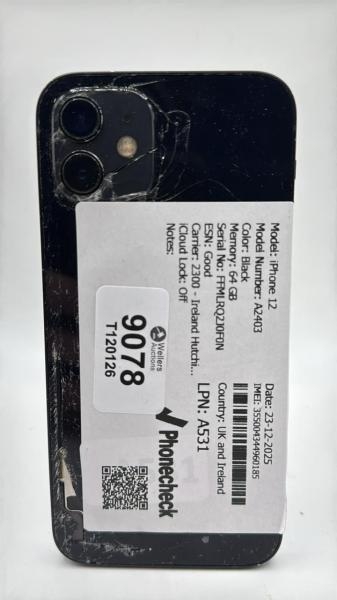 Model: iPhone 12
Model Number: A2403
Color: Black
Memory: 64 GB
Serial No: FFMLRQ2J0F0N
ESN: Good
Carrier: 2300 - Ireland Hutchi...
iCloud Lock: Off
Notes:
Date: 23-12-2025
IMEI: 355004344960185
Country: UK and Ireland
LPN: A531
Phonecheck
Wellers
Auctions
9078
T120126